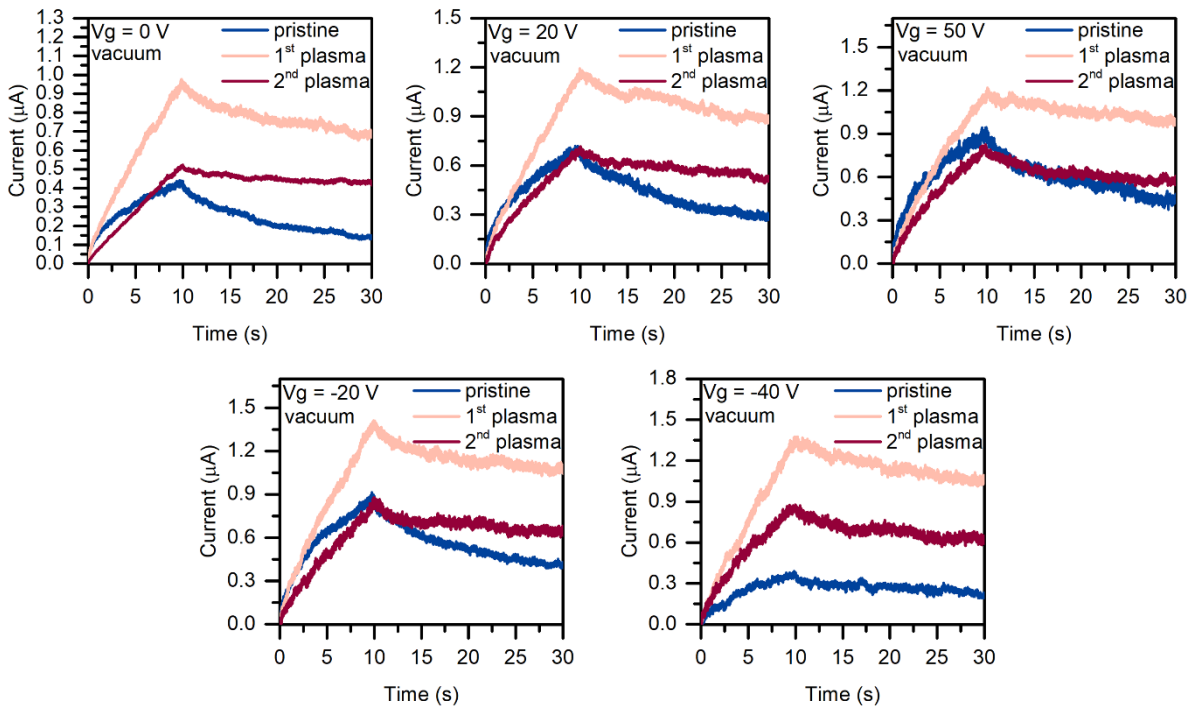 Vg = 0 V
vacuum
pristine
1st plasma
2nd plasma
Current (μA)
1.3
1.2
1.1
1.0
0.9
0.8
0.7
0.6
0.5
0.4
0.3
0.2
0.1
0.0
0 5 10 15 20 25 30
Time (s)
Vg = 20 V
vacuum
pristine
1st plasma
2nd plasma
Current (μA)
1.5
1.2
0.9
0.6
0.3
0.0
0 5 10 15 20 25 30
Time (s)
Vg = 50 V
vacuum
pristine
1st plasma
2nd plasma
Current (μA)
1.5
1.2
0.9
0.6
0.3
0.0
0 5 10 15 20 25 30
Time (s)
Vg = -20 V
vacuum
pristine
1st plasma
2nd plasma
Current (μA)
1.5
1.2
0.9
0.6
0.3
0.0
0 5 10 15 20 25 30
Time (s)
Vg = -40 V
vacuum
pristine
1st plasma
2nd plasma
Current (μA)
1.8
1.5
1.2
0.9
0.6
0.3
0.0
0 5 10 15 20 25 30
Time (s)